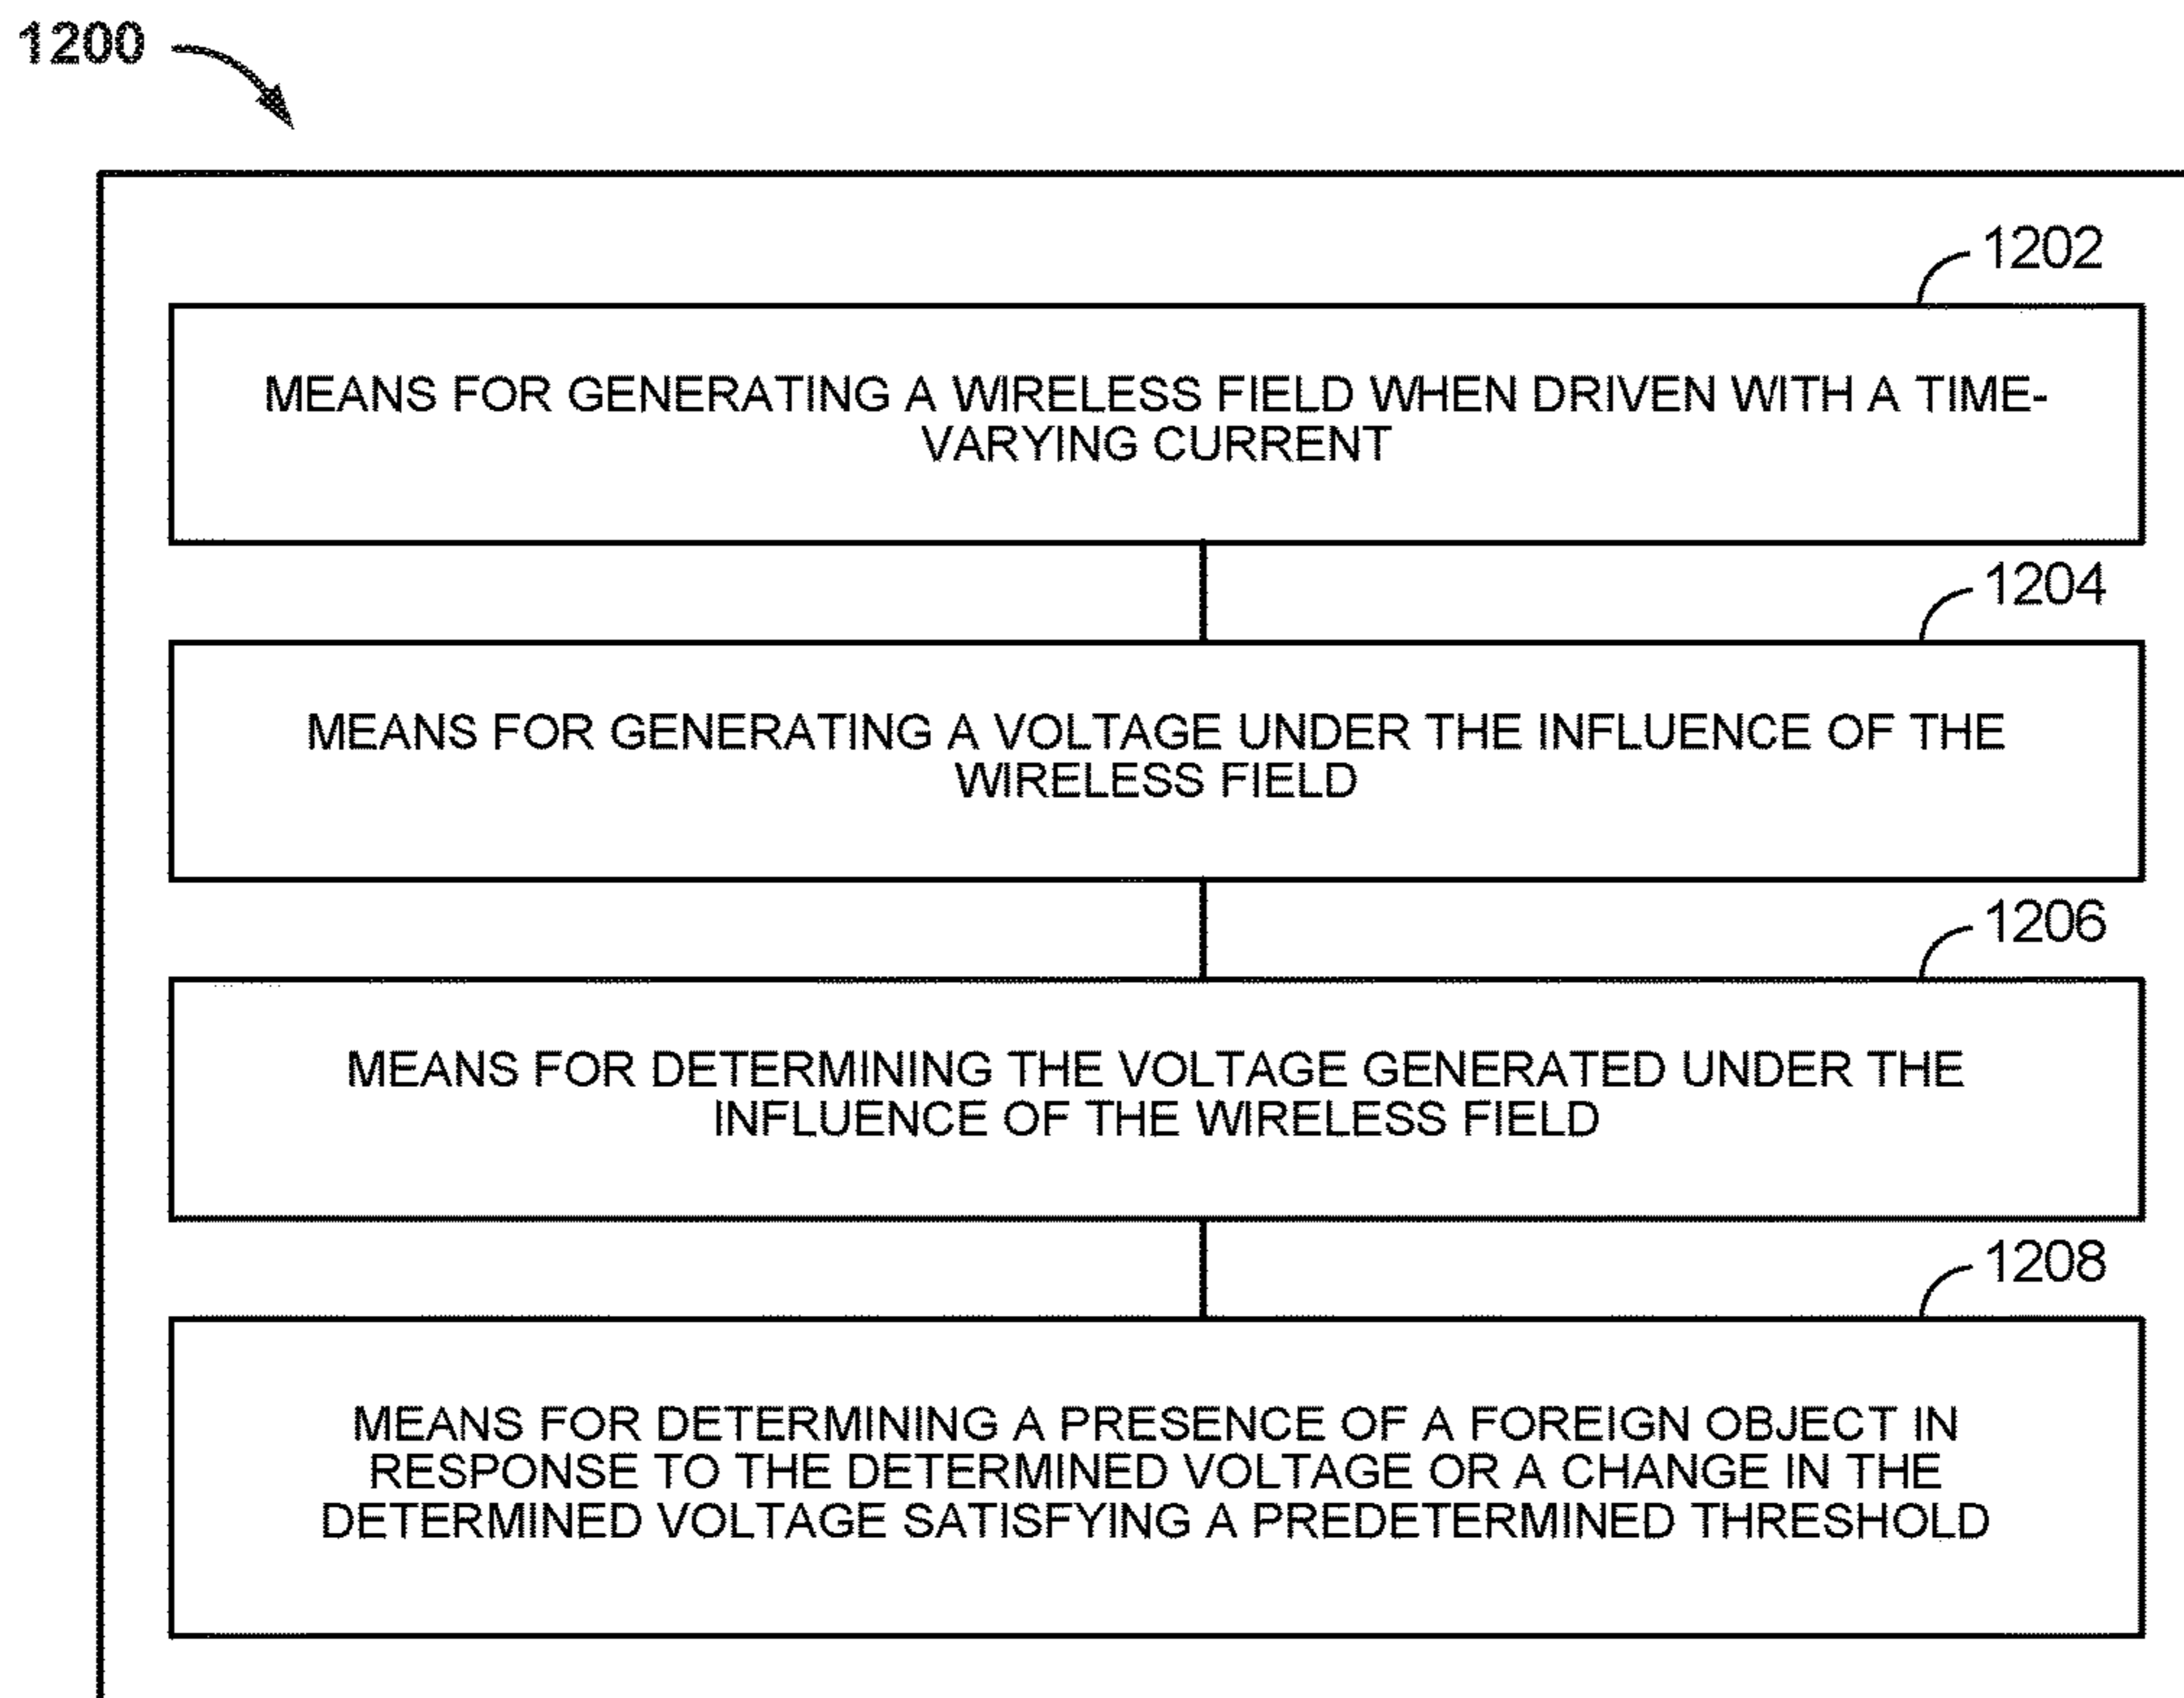 1200
1202
MEANS FOR GENERATING A WIRELESS FIELD WHEN DRIVEN WITH A TIME-
VARYING CURRENT
1204
MEANS FOR GENERATING A VOLTAGE UNDER THE INFLUENCE OF THE
WIRELESS FIELD
1206
MEANS FOR DETERMINING THE VOLTAGE GENERATED UNDER THE
INFLUENCE OF THE WIRELESS FIELD
1208
MEANS FOR DETERMINING A PRESENCE OF A FOREIGN OBJECT IN
RESPONSE TO THE DETERMINED VOLTAGE OR A CHANGE IN THE
DETERMINED VOLTAGE SATISFYING A PREDETERMINED THRESHOLD